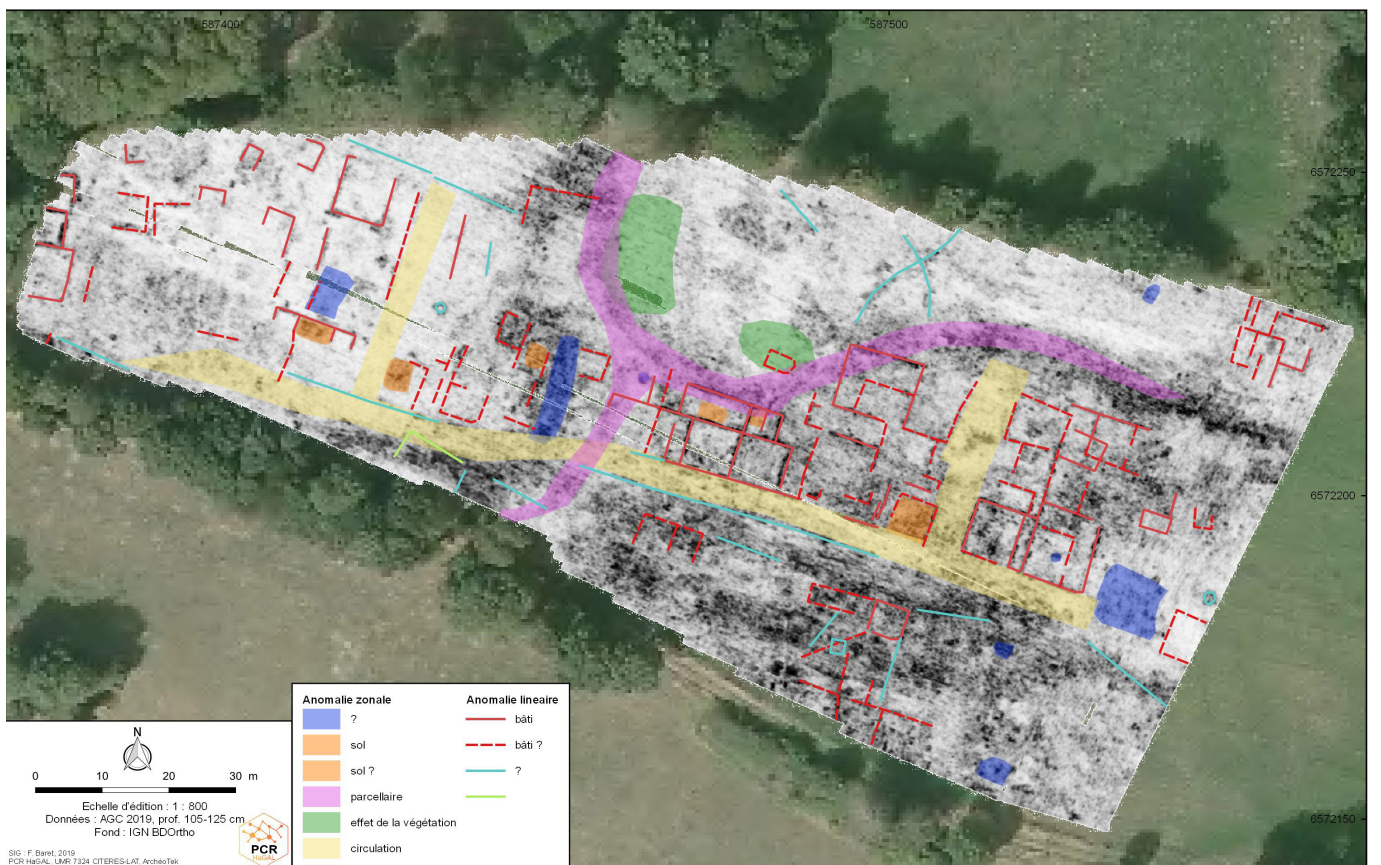 587400
587500
6572250
6572200
6572150
N
0 10 20 30 m
Echelle d'édition : 1 : 800
Données : AGC 2019, prof. 105-125 cm
Fond : IGN BDOrtho
SIG : F. Baret, 2019
PCR HaGAL, UMR 7324 CITERES-LAT, ArchéoTek
PCR
HaGAL
Anomalie zonale
?
sol
sol ?
parcellaire
effet de la végétation
circulation
Anomalie lineaire
bâti
bâti ?
?